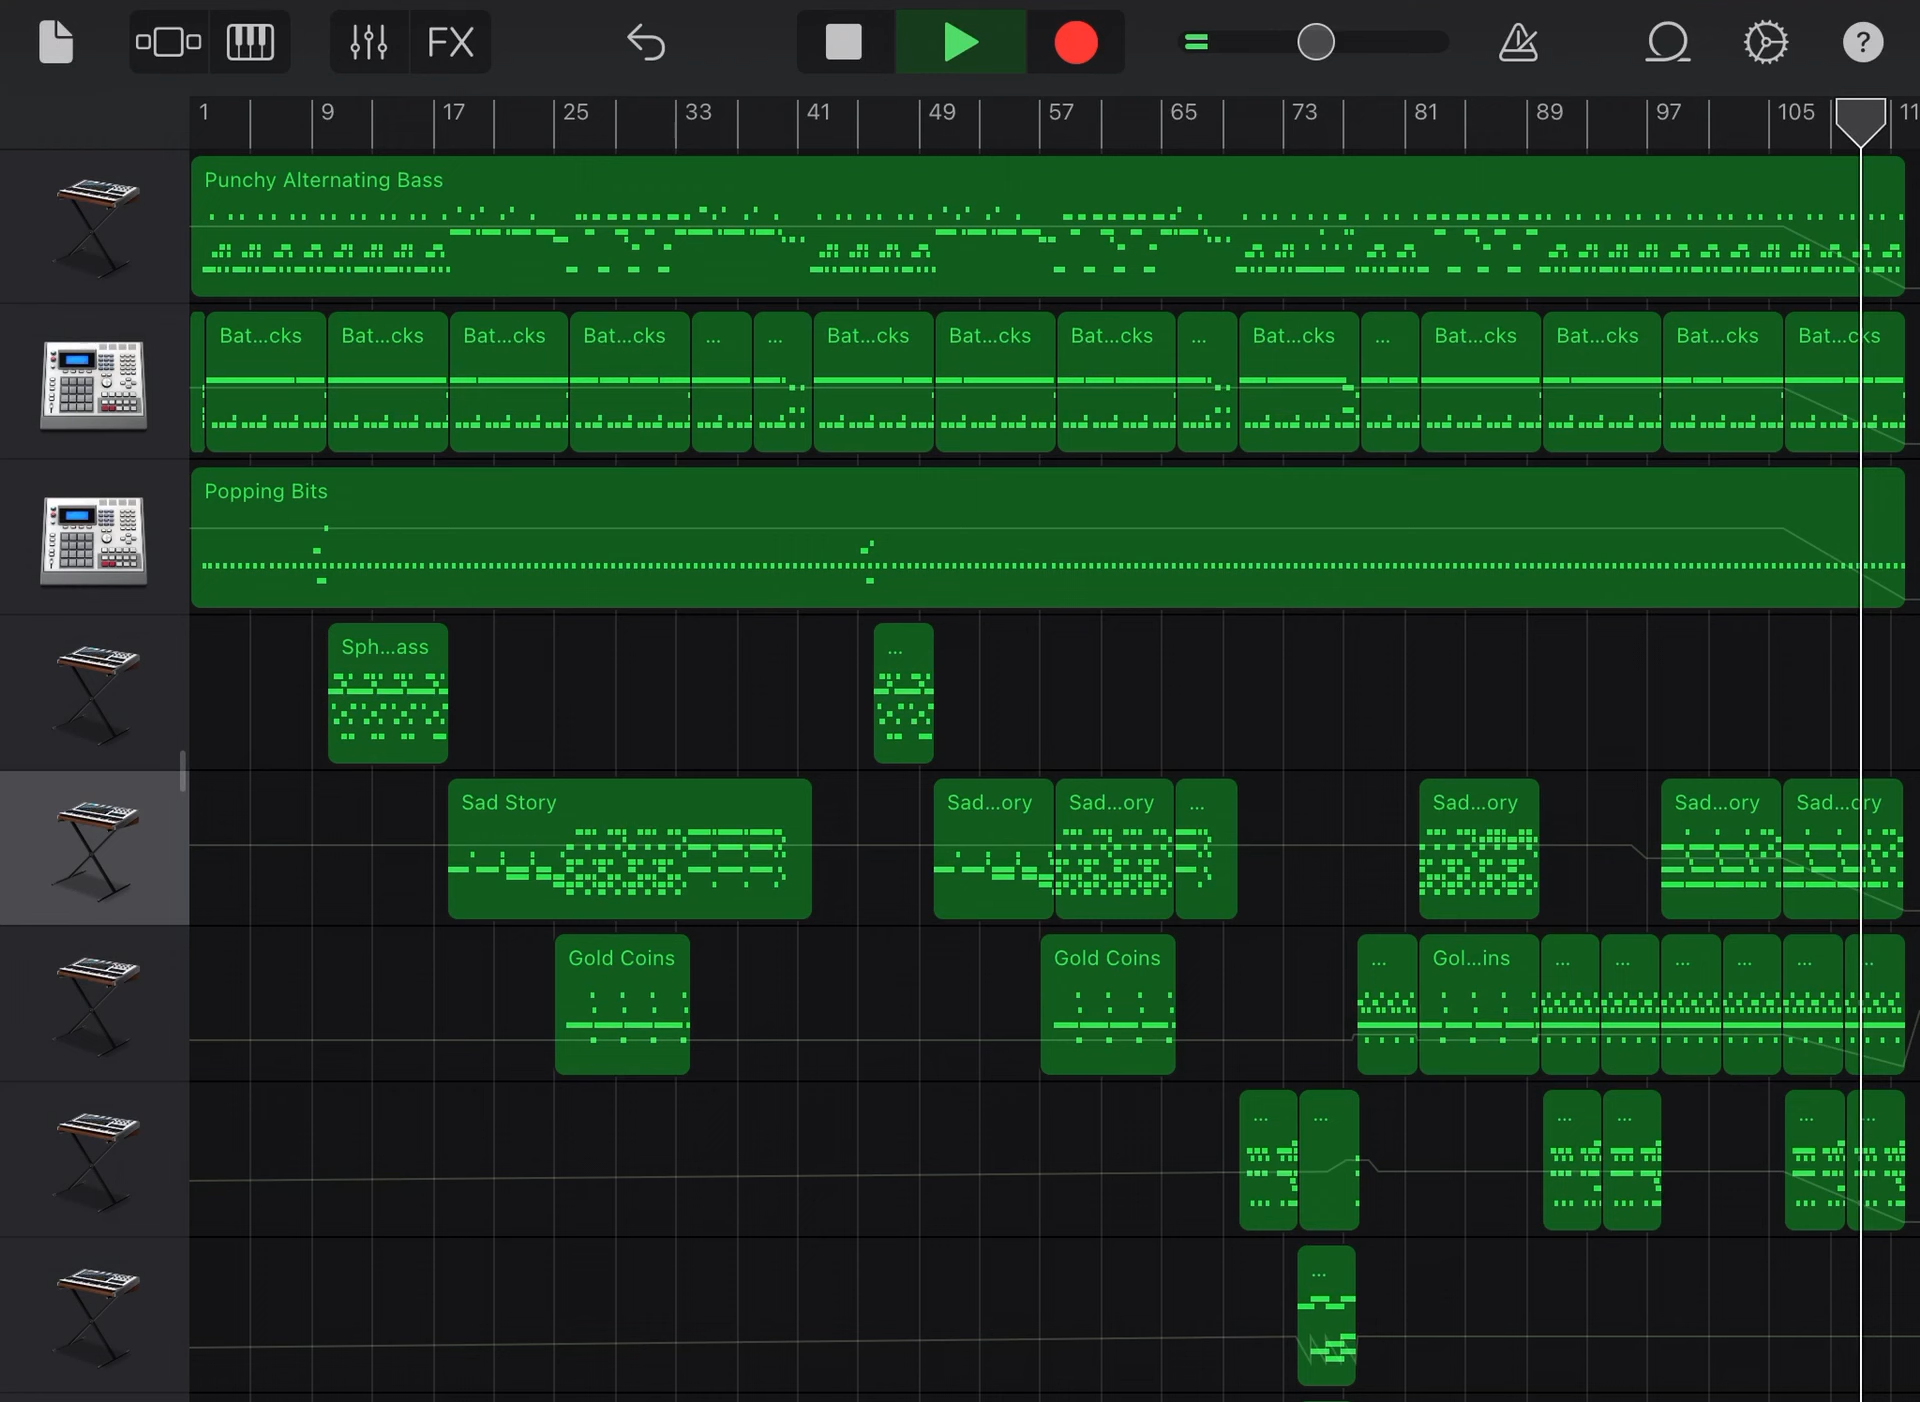 FX ?
1 9 17 25 33 41 49 57 65 73 81 89 97 105 11
Punchy Alternating Bass
Bat...cks Bat...cks Bat...cks Bat...cks ... ... Bat...cks Bat...cks Bat...cks ... Bat...cks ... Bat...cks Bat...cks Bat...cks Bat...cks
Popping Bits
Sph...ass ...
Sad Story Sad...ory Sad...ory ... Sad...ory Sad...ory Sad...ory
Gold Coins Gold Coins ... Gol...ins ... ... ... ... ... ...
... ... ... ... ... ...
...